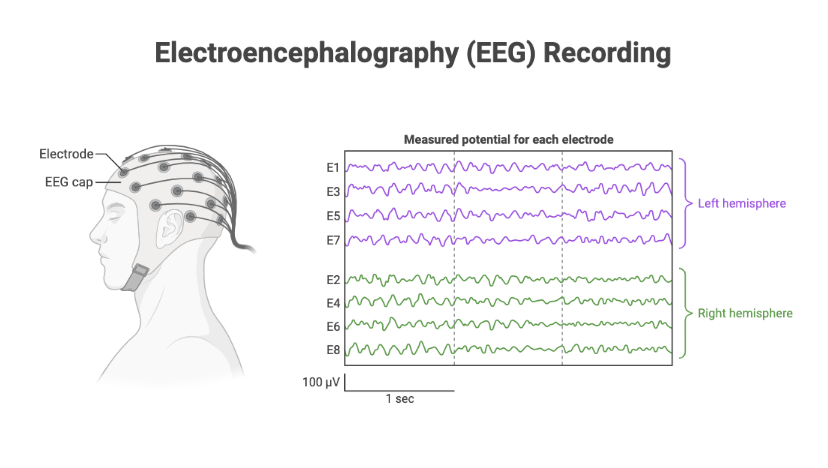 Electroencephalography (EEG) Recording
Electrode
EEG cap
Measured potential for each electrode
E1
E3
E5
E7
Left hemisphere
E2
E4
E6
E8
Right hemisphere
100 μV
1 sec